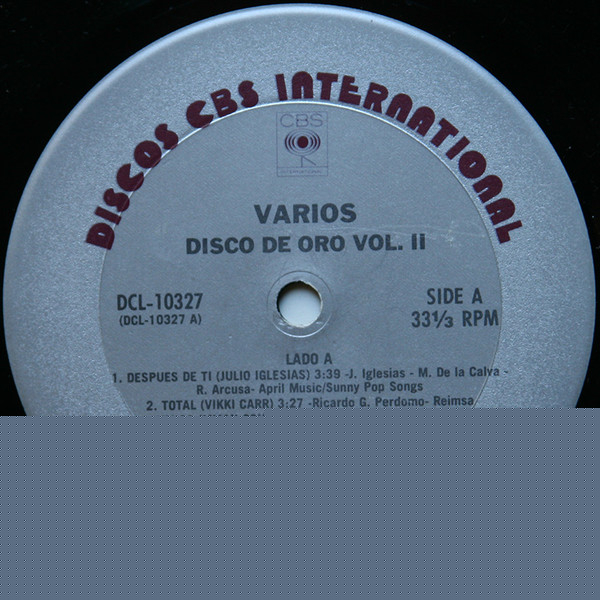 DISCOS CBS INTERNATIONAL
CBS
VARIOS
DISCO DE ORO VOL. II
DCL-10327
(DCL-10327 A)
SIDE A
33⅓ RPM
LADO A
1. DESPUES DE TI (JULIO IGLESIAS) 3:39 -J. Iglesias - M. De la Calva -
R. Arcusa- April Music/Sunny Pop Songs
2. TOTAL (VIKKI CARR) 3:27 -Ricardo G. Perdomo- Reimsa